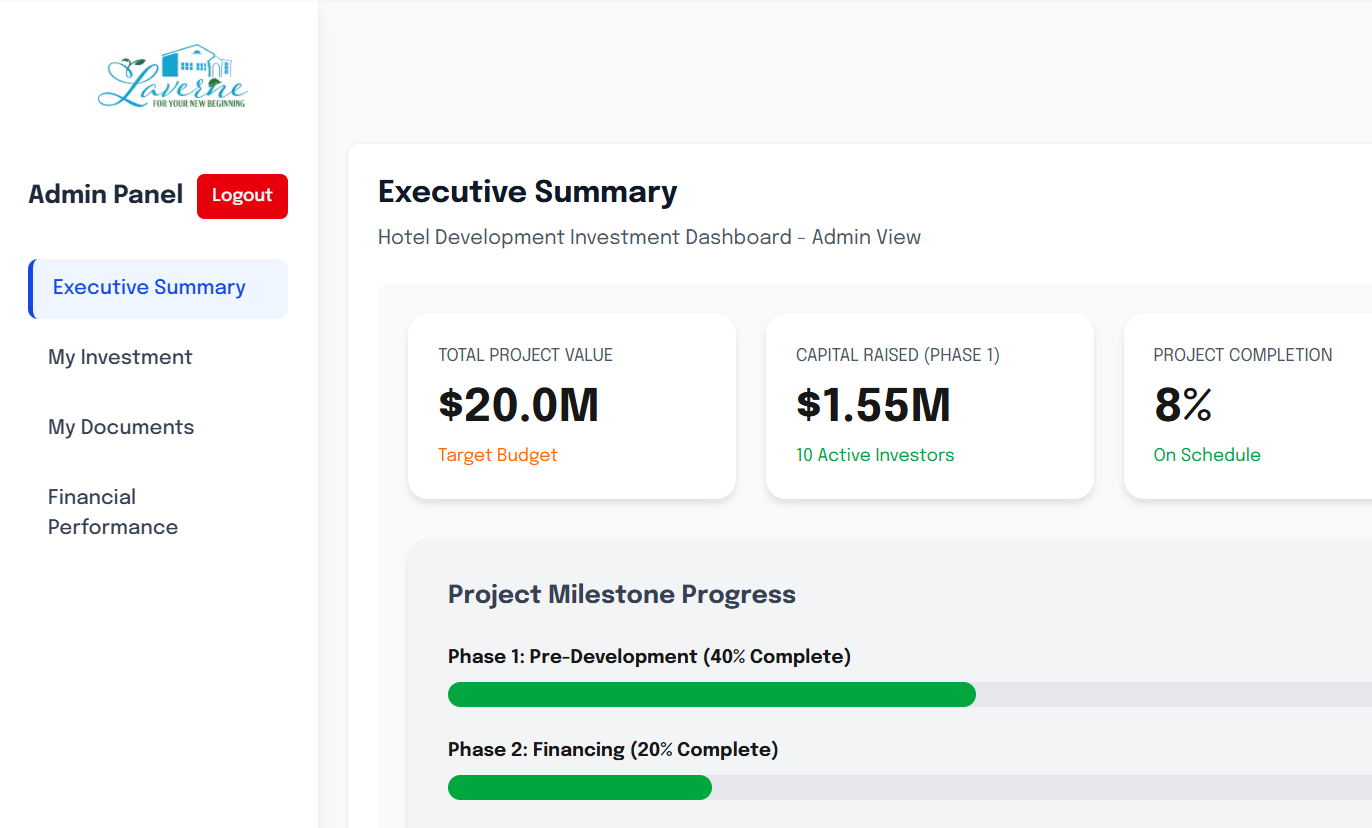 Laverne
FOR YOUR NEW BEGINNING
Admin Panel
Logout
Executive Summary
My Investment
My Documents
Financial
Performance
Executive Summary
Hotel Development Investment Dashboard - Admin View
TOTAL PROJECT VALUE
$20.0M
Target Budget
CAPITAL RAISED (PHASE 1)
$1.55M
10 Active Investors
PROJECT COMPLETION
8%
On Schedule
Project Milestone Progress
Phase 1: Pre-Development (40% Complete)
Phase 2: Financing (20% Complete)